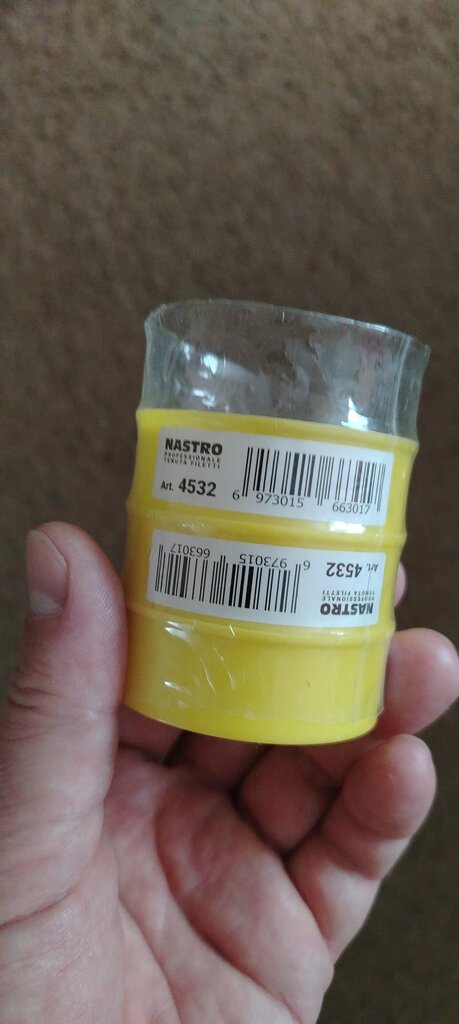 NASTRO
PROFESSIONALE
TENUTA FILETTI
Art. 4532
6 973015 663017
NASTRO
PROFESSIONALE
TENUTA FILETTI
Art. 4532
6 973015 663017